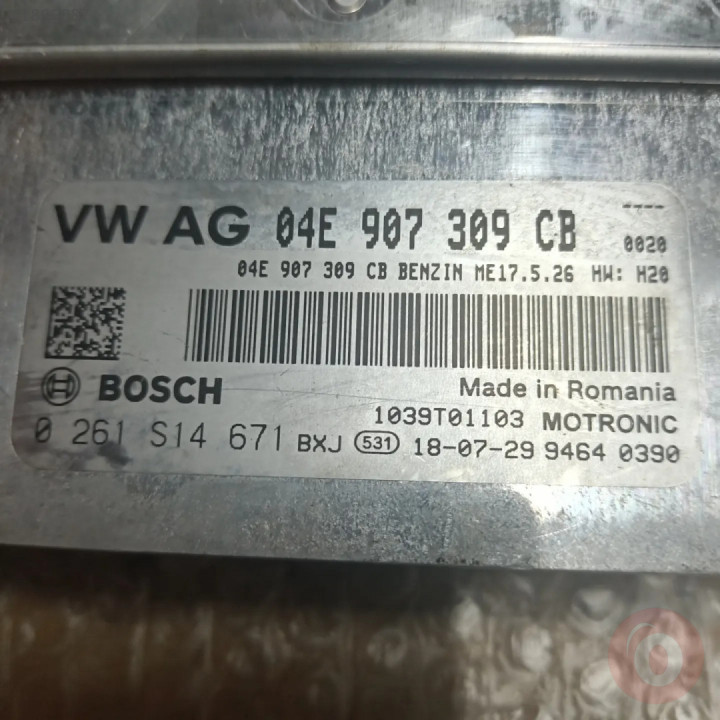 VW AG 04E 907 309 CB ----
0020
04E 907 309 CB BENZIN ME17.5.26 HW: H20
BOSCH Made in Romania
1039T01103 MOTRONIC
0 261 S14 671 BXJ 531 18-07-29 9464 0390